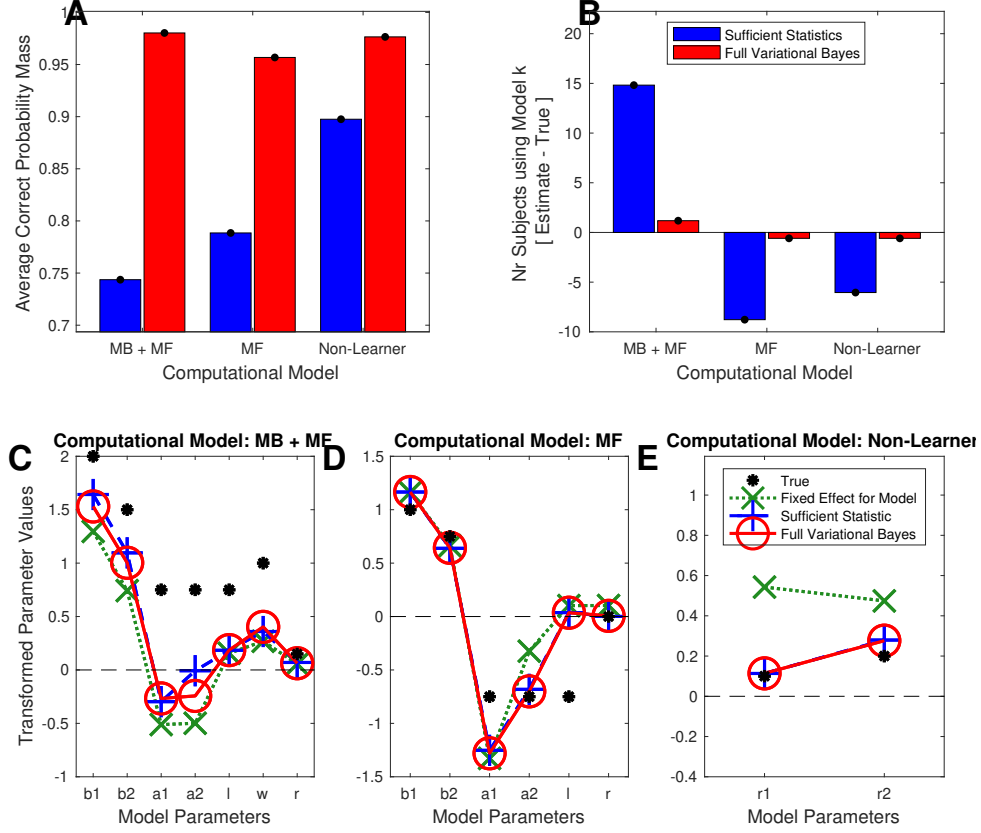 A
B
Average Correct Probability Mass
1
0.95
0.9
0.85
0.8
0.75
0.7
MB + MF
MF
Non-Learner
Computational Model
Nr Subjects using Model k
[ Estimate - True ]
20
15
10
5
0
-5
-10
Sufficient Statistics
Full Variational Bayes
MB + MF
MF
Non-Learner
Computational Model
C
Computational Model: MB + MF
Transformed Parameter Values
2
1.5
1
0.5
0
-0.5
-1
b1
b2
a1
a2
l
w
r
Model Parameters
D
Computational Model: MF
1.5
1
0.5
0
-0.5
-1
-1.5
b1
b2
a1
a2
l
r
Model Parameters
E
Computational Model: Non-Learner
1
0.8
0.6
0.4
0.2
0
-0.2
-0.4
True
Fixed Effect for Model
Sufficient Statistic
Full Variational Bayes
r1
r2
Model Parameters